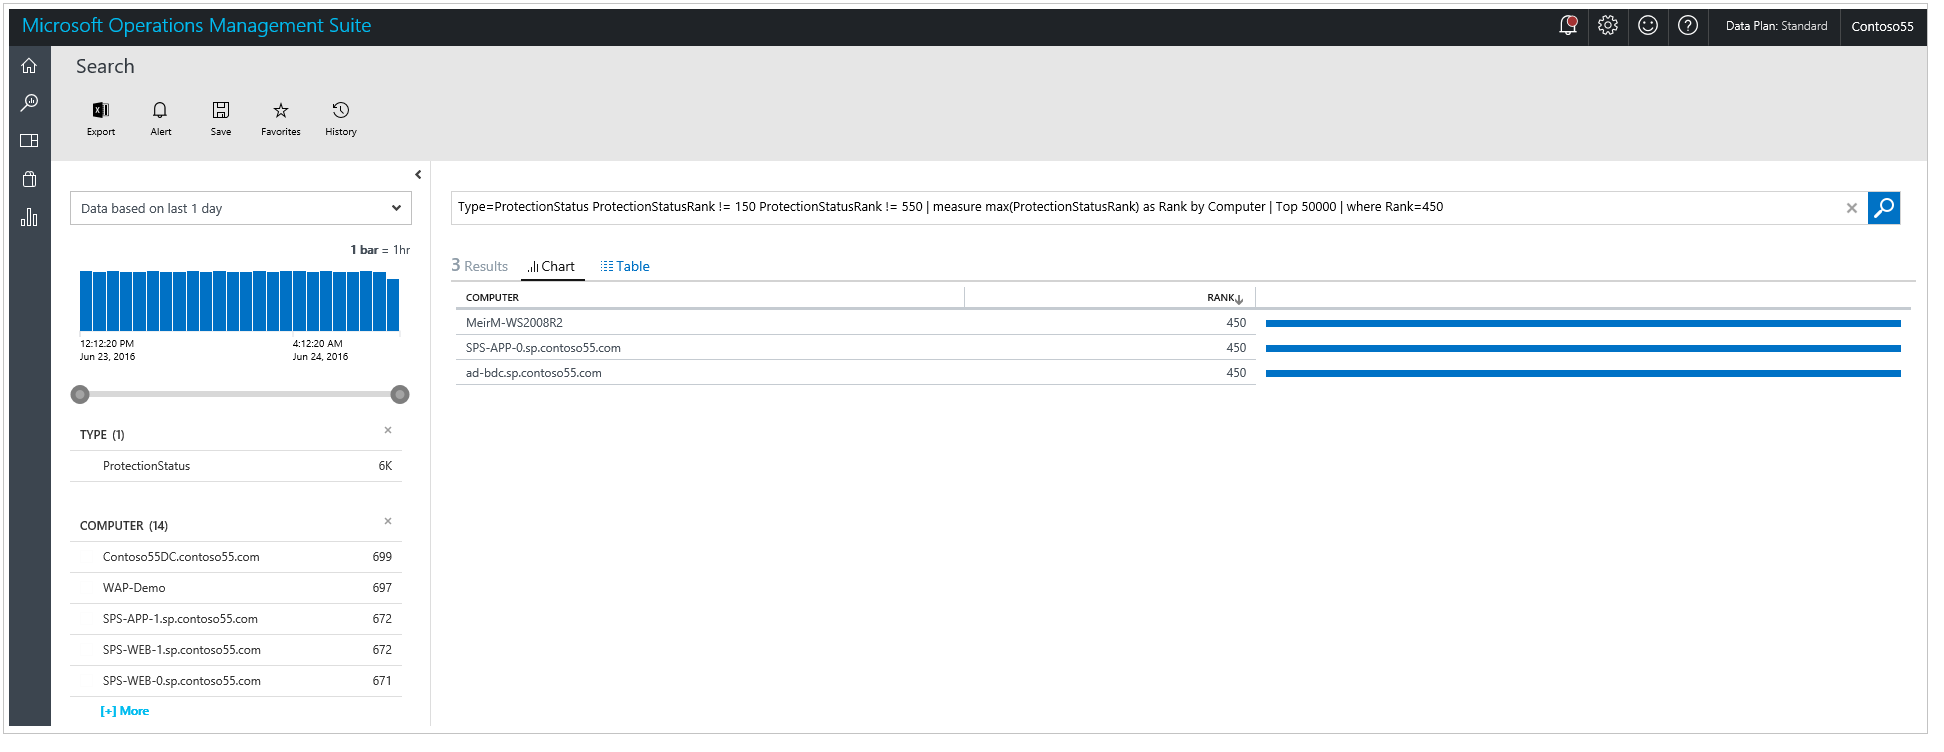 Microsoft Operations Management Suite
Data Plan: Standard
Contoso55
Search
Export Alert Save Favorites History
Data based on last 1 day
1 bar = 1hr
12:12:20 PM 4:12:20 AM
Jun 23, 2016 Jun 24, 2016
TYPE (1)
ProtectionStatus 6K
COMPUTER (14)
Contoso55DC.contoso55.com 699
WAP-Demo 697
SPS-APP-1.sp.contoso55.com 672
SPS-WEB-1.sp.contoso55.com 672
SPS-WEB-0.sp.contoso55.com 671
[+] More
Type=ProtectionStatus ProtectionStatusRank != 150 ProtectionStatusRank != 550 | measure max(ProtectionStatusRank) as Rank by Computer | Top 50000 | where Rank=450
3 Results Chart Table
COMPUTER RANK
MeirM-WS2008R2 450
SPS-APP-0.sp.contoso55.com 450
ad-bdc.sp.contoso55.com 450